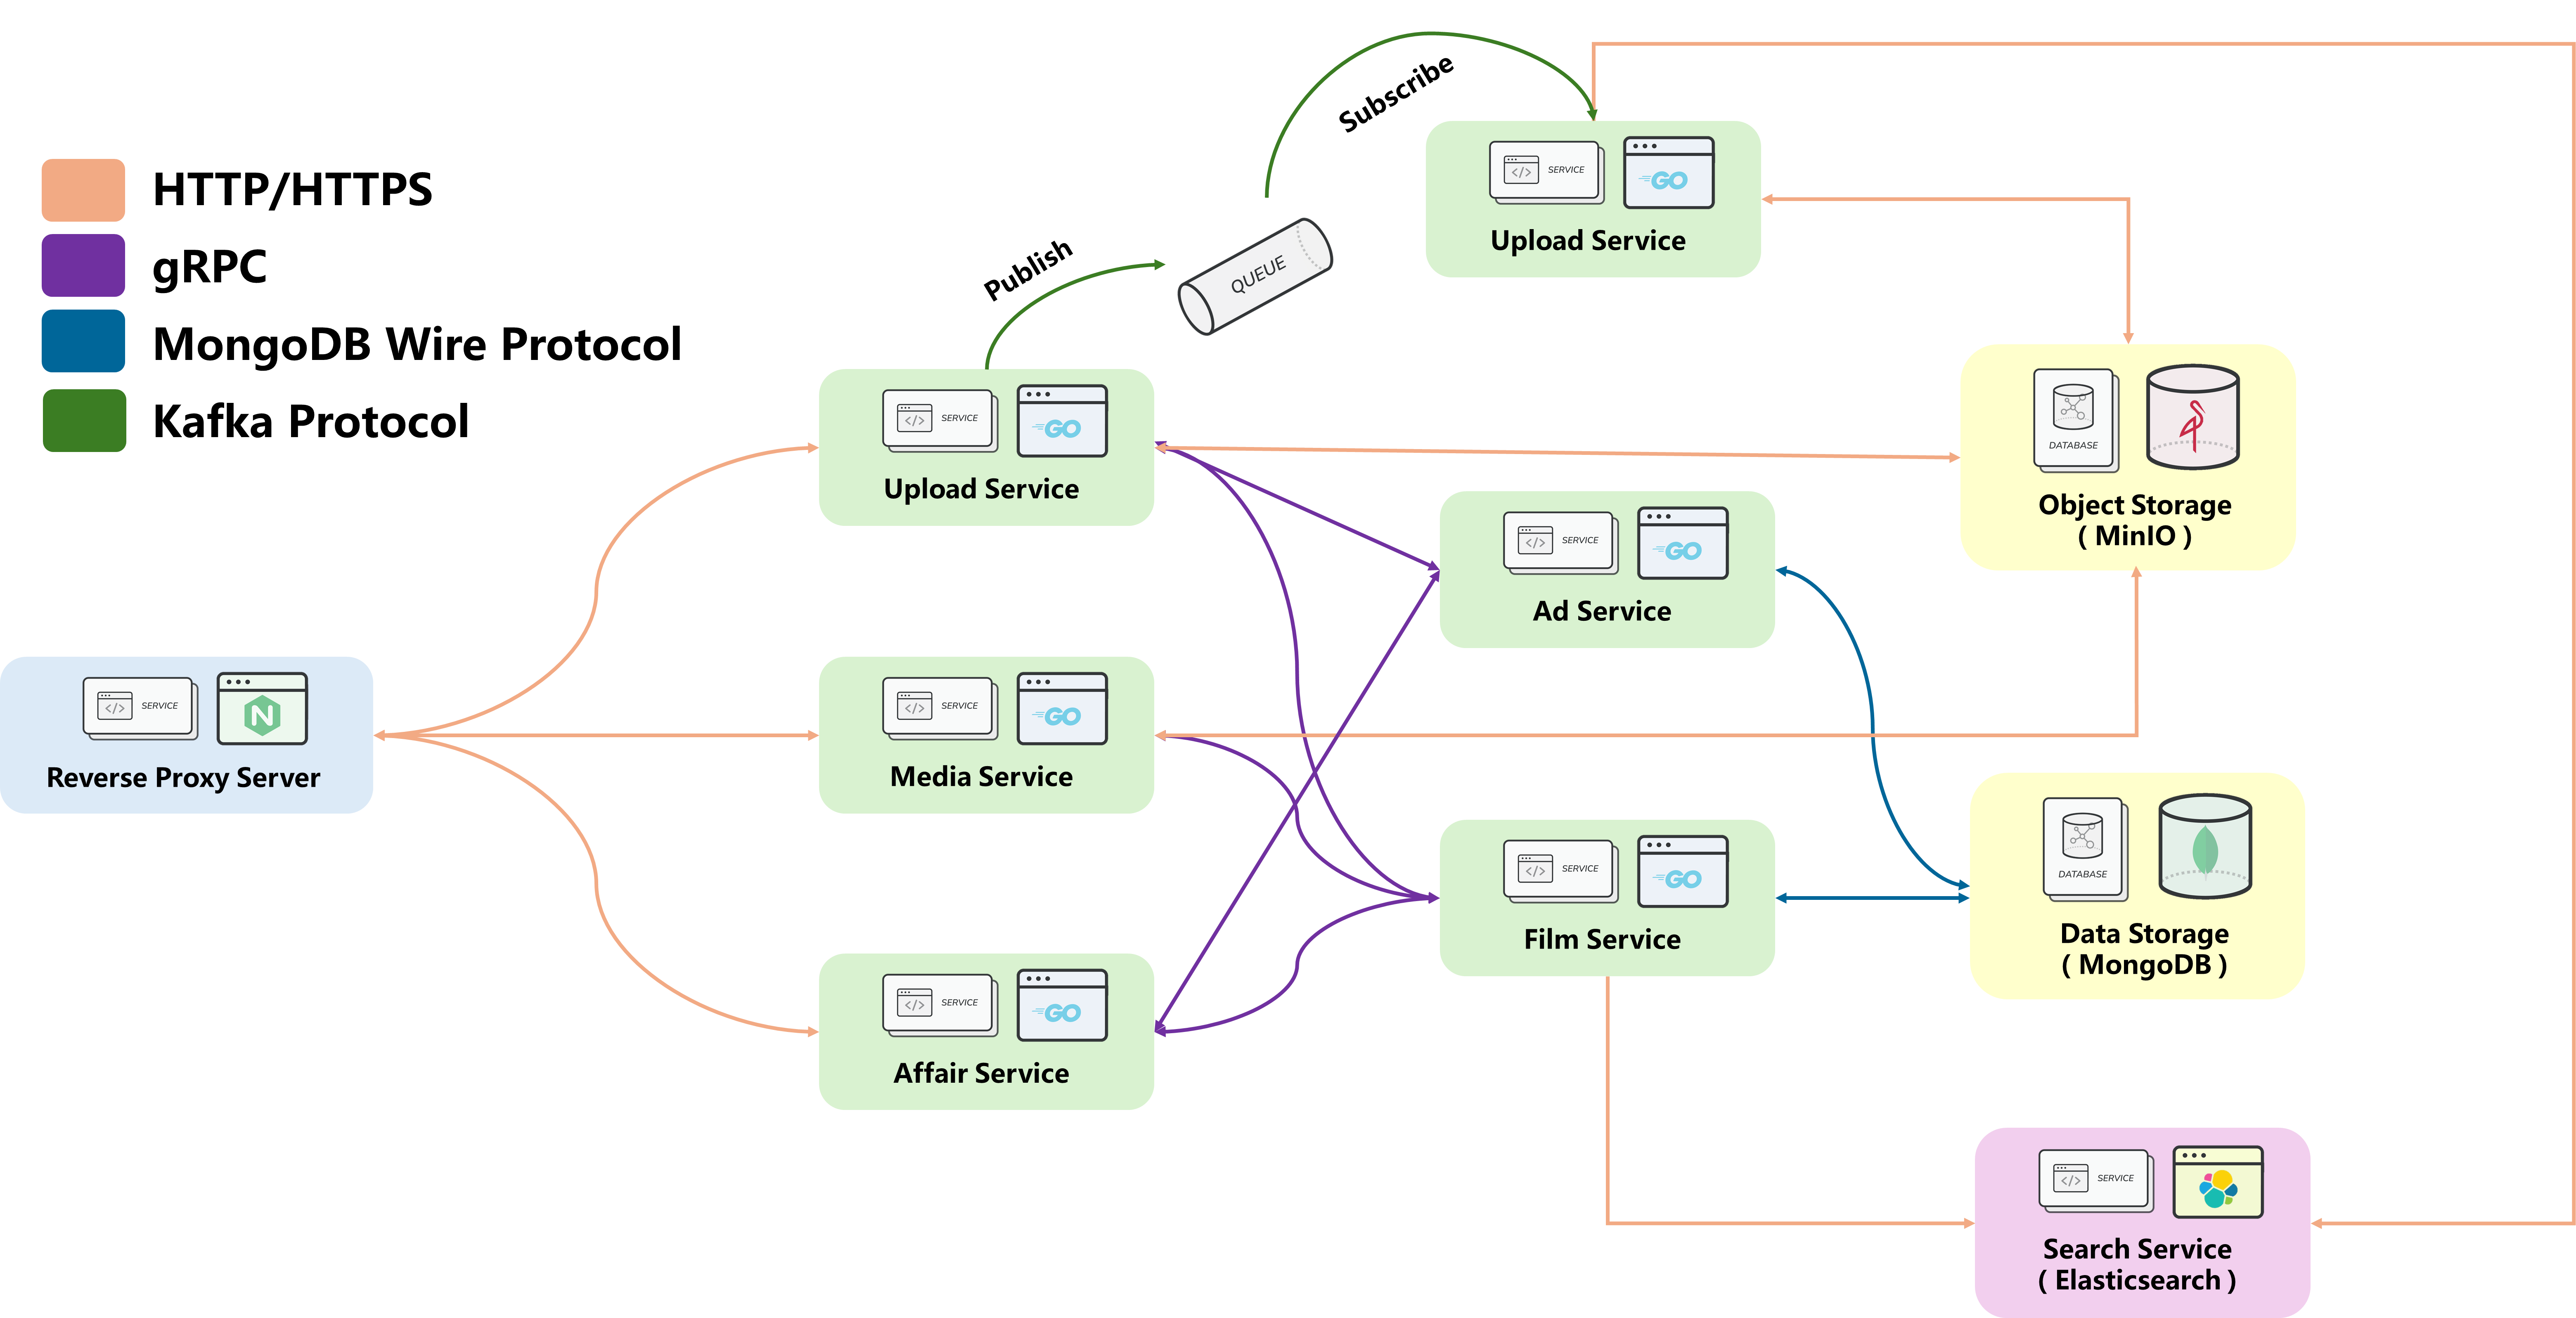 HTTP/HTTPS
gRPC
MongoDB Wire Protocol
Kafka Protocol
Publish
QUEUE
Subscribe
SERVICE
GO
Upload Service
SERVICE
GO
Upload Service
DATABASE
Object Storage
( MinIO )
SERVICE
GO
Ad Service
SERVICE
N
Reverse Proxy Server
SERVICE
GO
Media Service
SERVICE
GO
Film Service
DATABASE
Data Storage
( MongoDB )
SERVICE
GO
Affair Service
SERVICE
Search Service
( Elasticsearch )